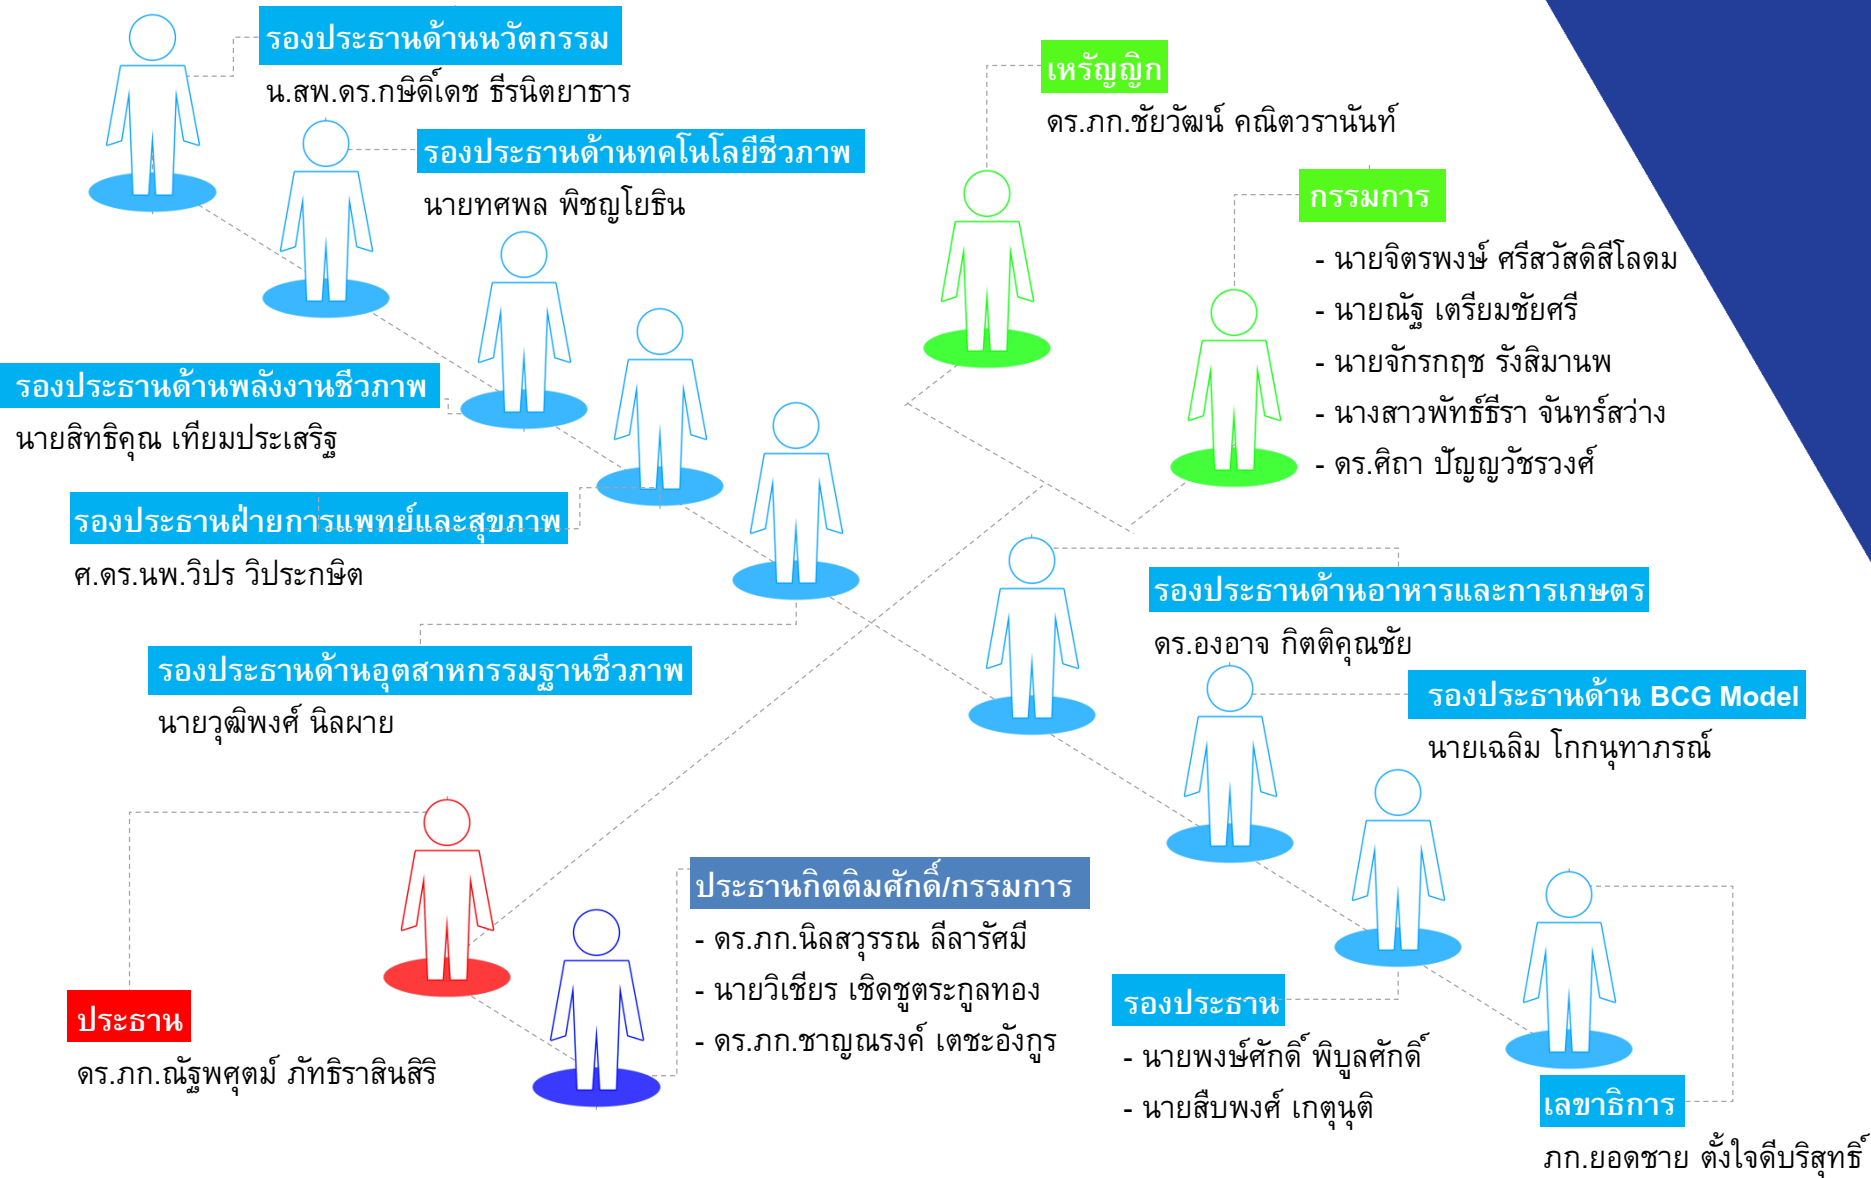 รองประธานด้านนวัตกรรม
น.สพ.ดร.กษิดิ์เดช ธีรนิตยาธาร
รองประธานด้านทคโนโลยีชีวภาพ
นายทศพล พิชญโยธิน
รองประธานด้านพลังงานชีวภาพ
นายสิทธิคุณ เทียมประเสริฐ
รองประธานฝ่ายการแพทย์และสุขภาพ
ศ.ดร.นพ.วิปร วิประกษิต
รองประธานด้านอุตสาหกรรมฐานชีวภาพ
นายวุฒิพงศ์ นิลผาย
เหรัญญิก
ดร.ภก.ชัยวัฒน์ คณิตวรานันท์
กรรมการ
- นายจิตรพงษ์ ศรีสวัสดิสีโลดม
- นายณัฐ เตรียมชัยศรี
- นายจักรกฤช รังสิมานพ
- นางสาวพัทธ์ธีรา จันทร์สว่าง
- ดร.ศิถา ปัญญวัชรวงศ์
รองประธานด้านอาหารและการเกษตร
ดร.องอาจ กิตติคุณชัย
รองประธานด้าน BCG Model
นายเฉลิม โกกนุทาภรณ์
ประธาน
ดร.ภก.ณัฐพศุตม์ ภัทธิราสินสิริ
ประธานกิตติมศักดิ์/กรรมการ
- ดร.ภก.นิลสวุรรณ ลีลารัศมี
- นายวิเชียร เชิดชูตระกูลทอง
- ดร.ภก.ชาญณรงค์ เตชะอังกูร
รองประธาน
- นายพงษ์ศักดิ์ พิบูลศักดิ์
- นายสืบพงศ์ เกตุนุติ
เลขาธิการ
ภก.ยอดชาย ตั้งใจดีบริสุทธิ์